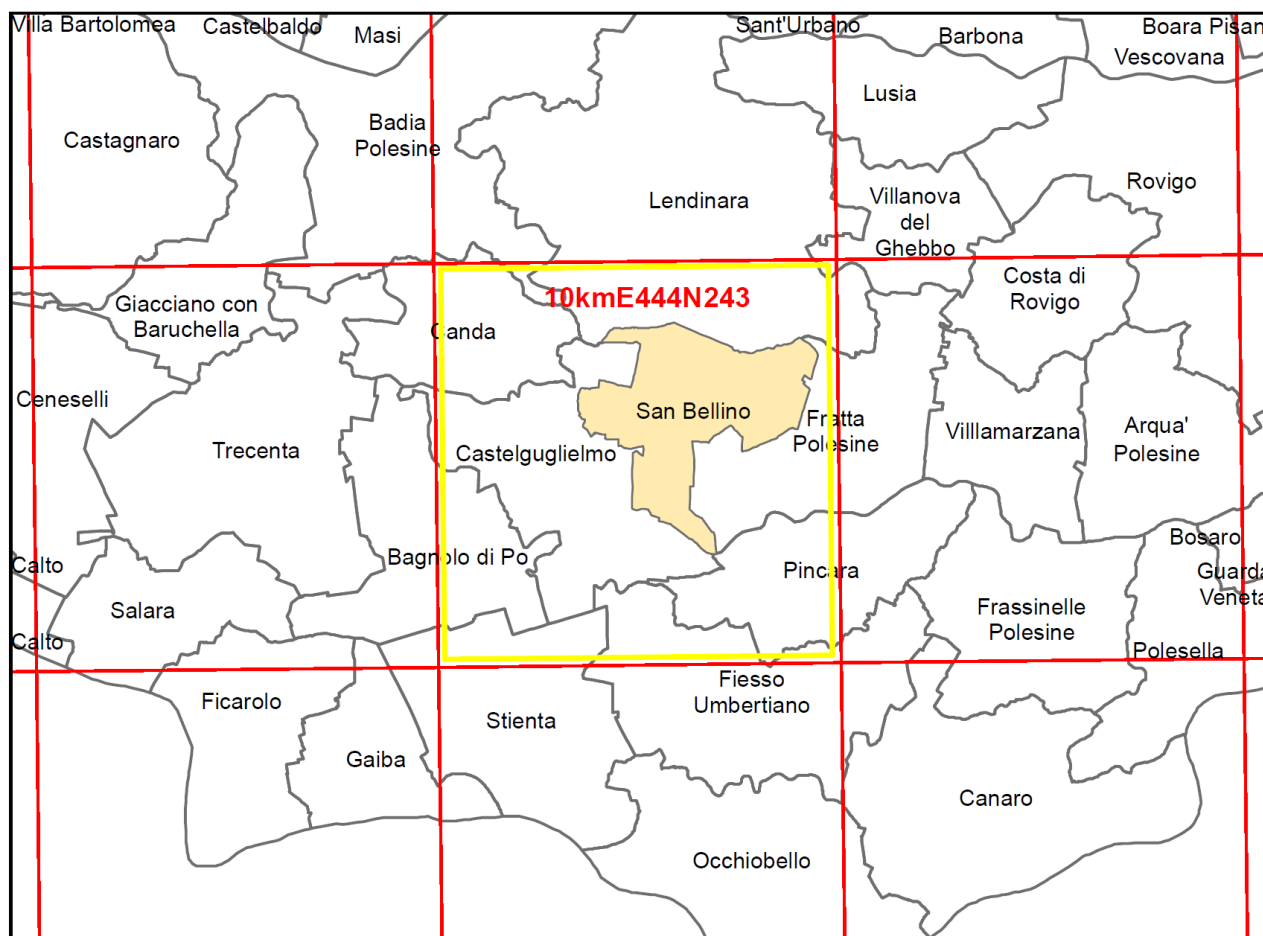 Villa Bartolomea
Castelbaldo
Masi
Sant'Urbano
Barbona
Boara Pisan
Vescovana
Lusia
Castagnaro
Badia
Polesine
Lendinara
Villanova
del
Ghebbo
Rovigo
Giacciano con
Baruchella
Canda
10kmE444N243
Costa di
Rovigo
Ceneselli
Trecenta
Castelguglielmo
San Bellino
Fratta
Polesine
Villlamarzana
Arqua'
Polesine
Calto
Bagnolo di Po
Pincara
Bosaro
Guarda
Veneta
Salara
Frassinelle
Polesine
Calto
Polesella
Ficarolo
Stienta
Fiesso
Umbertiano
Gaiba
Canaro
Occhiobello